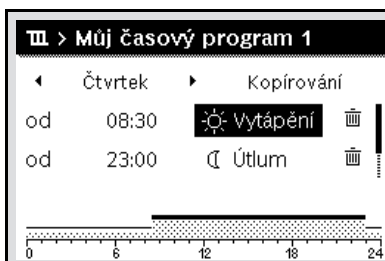 > Můj časový program 1
Čtvrtek Kopírování
od 08:30 Vytápění
od 23:00 Útlum
0 6 12 18 24